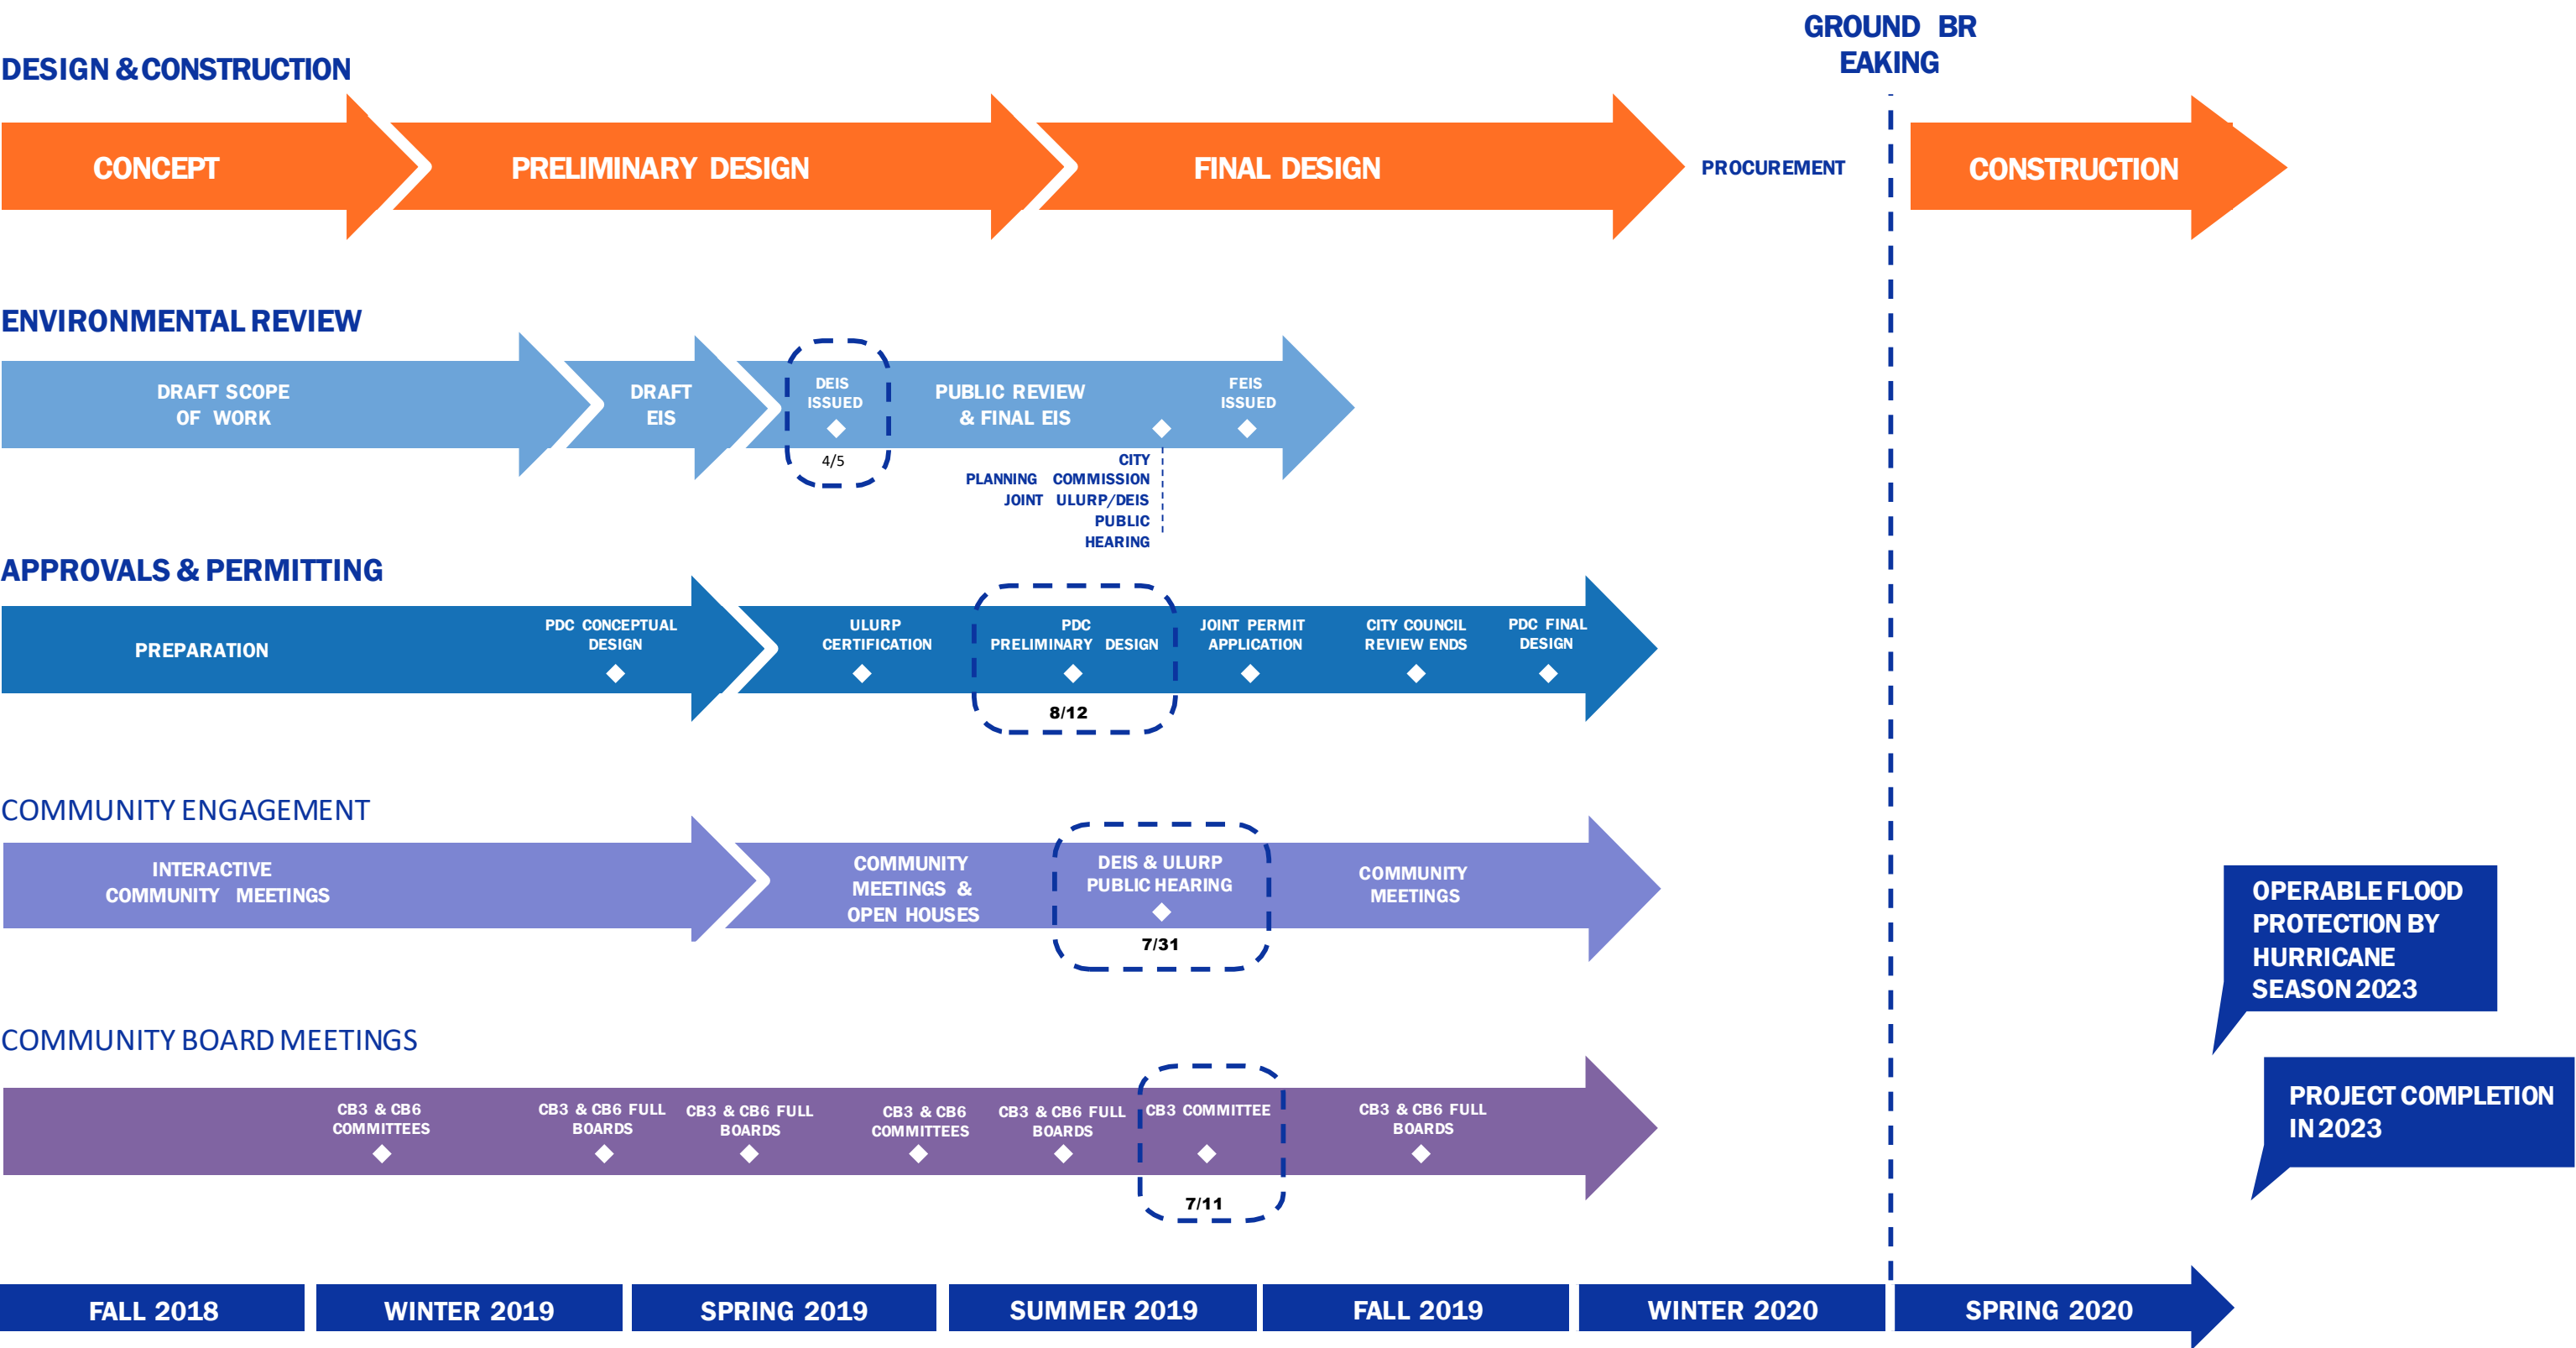 GROUND BR
EAKING
DESIGN & CONSTRUCTION
CONCEPT
PRELIMINARY DESIGN
FINAL DESIGN
PROCUREMENT
CONSTRUCTION
ENVIRONMENTAL REVIEW
DRAFT SCOPE
OF WORK
DRAFT
EIS
DEIS
ISSUED
4/5
PUBLIC REVIEW
& FINAL EIS
FEIS
ISSUED
CITY
PLANNING COMMISSION
JOINT ULURP/DEIS
PUBLIC
HEARING
APPROVALS & PERMITTING
PREPARATION
PDC CONCEPTUAL
DESIGN
ULURP
CERTIFICATION
PDC
PRELIMINARY DESIGN
8/12
JOINT PERMIT
APPLICATION
CITY COUNCIL
REVIEW ENDS
PDC FINAL
DESIGN
COMMUNITY ENGAGEMENT
INTERACTIVE
COMMUNITY MEETINGS
COMMUNITY
MEETINGS &
OPEN HOUSES
DEIS & ULURP
PUBLIC HEARING
7/31
COMMUNITY
MEETINGS
OPERABLE FLOOD
PROTECTION BY
HURRICANE
SEASON 2023
COMMUNITY BOARD MEETINGS
CB3 & CB6
COMMITTEES
CB3 & CB6 FULL
BOARDS
CB3 & CB6 FULL
BOARDS
CB3 & CB6
COMMITTEES
CB3 & CB6 FULL
BOARDS
CB3 COMMITTEE
7/11
CB3 & CB6 FULL
BOARDS
PROJECT COMPLETION
IN 2023
FALL 2018
WINTER 2019
SPRING 2019
SUMMER 2019
FALL 2019
WINTER 2020
SPRING 2020